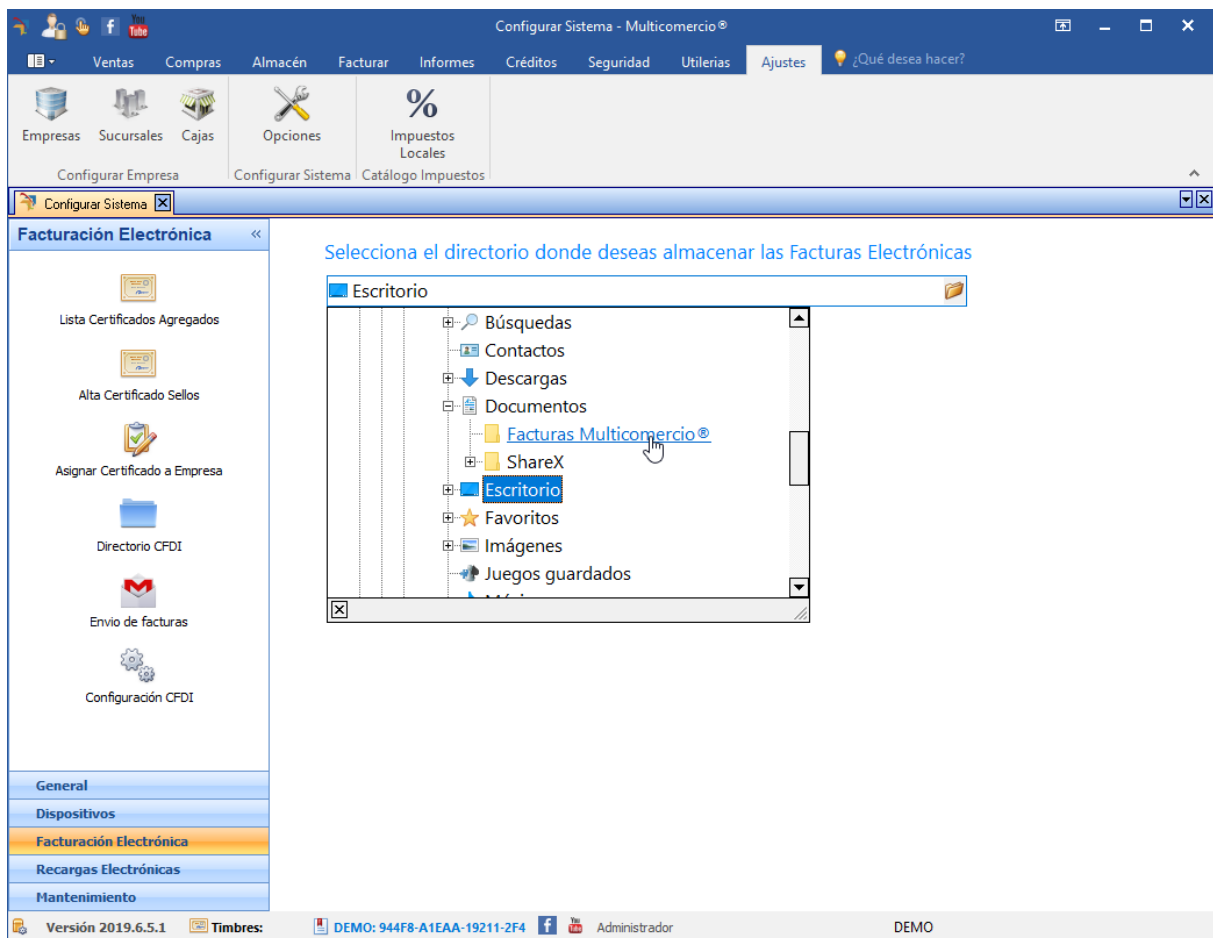 You
Tube
Configurar Sistema - Multicomercio®
Ventas Compras Almacén Facturar Informes Créditos Seguridad Utilerias Ajustes ¿Qué desea hacer?
Empresas Sucursales Cajas Opciones % Impuestos
Locales
Configurar Empresa Configurar Sistema Catálogo Impuestos
Configurar Sistema
Facturación Electrónica «
Selecciona el directorio donde deseas almacenar las Facturas Electrónicas
Escritorio
Búsquedas
Contactos
Descargas
Documentos
Facturas Multicomercio®
ShareX
Escritorio
Favoritos
Imágenes
Juegos guardados
Lista Certificados Agregados
Alta Certificado Sellos
Asignar Certificado a Empresa
Directorio CFDI
Envio de facturas
Configuración CFDI
General
Dispositivos
Facturación Electrónica
Recargas Electrónicas
Mantenimiento
Versión 2019.6.5.1 Timbres: DEMO: 944F8-A1EAA-19211-2F4 Administrador DEMO